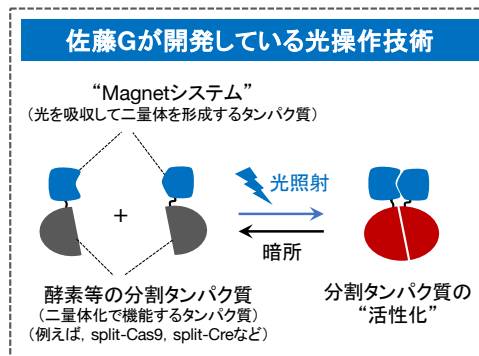 佐藤Gが開発している光操作技術
“Magnetシステム”
（光を吸収して二量体を形成するタンパク質）
光照射
+
暗所
酵素等の分割タンパク質
（二量体化で機能するタンパク質）
（例えば, split-Cas9, split-Creなど）
分割タンパク質の
“活性化”